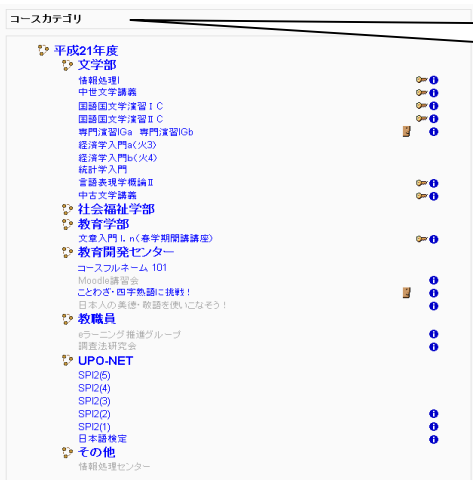 コースカテゴリ
平成21年度
文学部
情報処理I
中世文学講義
国語国文学演習ⅠC
国語国文学演習ⅡC
専門演習IGa 専門演習IGb
経済学入門a(火3)
経済学入門b(火4)
統計学入門
言語表現学概論Ⅱ
中古文学講義
社会福祉学部
教育学部
文章入門 I, n(春学期開講講座)
教育開発センター
コースフルネーム 101
Moodle講習会
ことわざ・四字熟語に挑戦!
日本人の美徳・敬語を使いこなそう!
教職員
eラーニング推進グループ
調査法研究会
UPO-NET
SPI2(5)
SPI2(4)
SPI2(3)
SPI2(2)
SPI2(1)
日本語検定
その他
情報処理センター